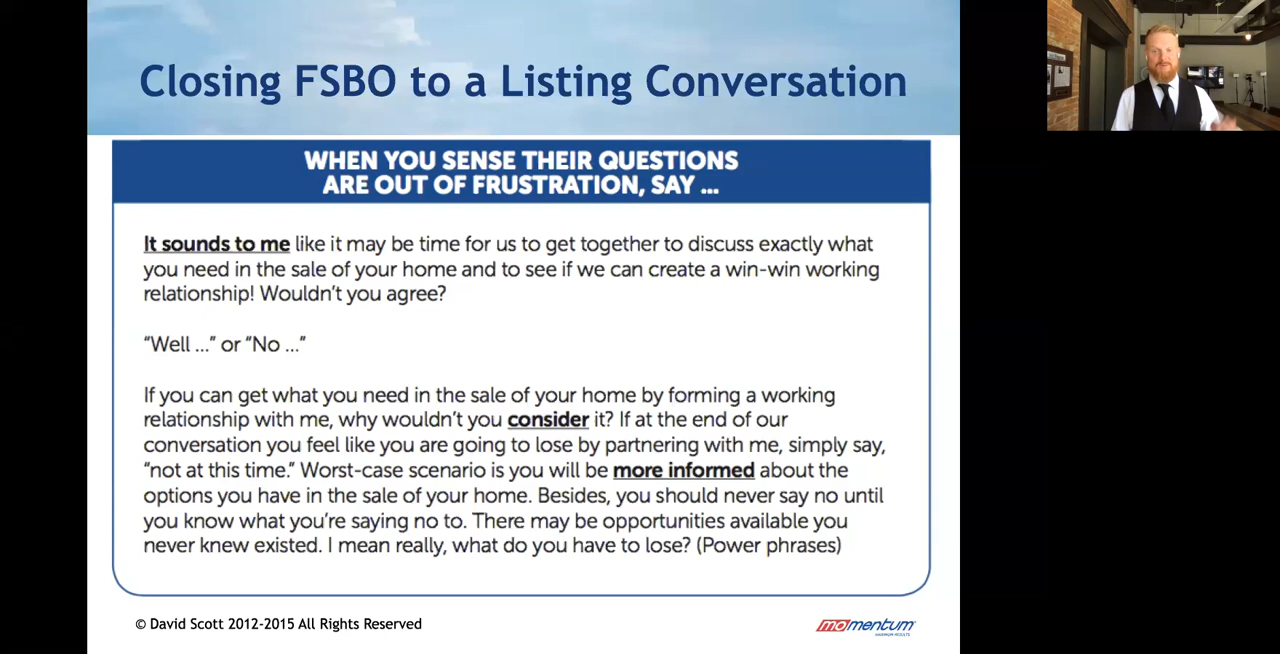 Closing FSBO to a Listing Conversation
WHEN YOU SENSE THEIR QUESTIONS
ARE OUT OF FRUSTRATION, SAY ...
It sounds to me like it may be time for us to get together to discuss exactly what
you need in the sale of your home and to see if we can create a win-win working
relationship! Wouldn’t you agree?
“Well ...” or “No ...”
If you can get what you need in the sale of your home by forming a working
relationship with me, why wouldn’t you consider it? If at the end of our
conversation you feel like you are going to lose by partnering with me, simply say,
“not at this time.” Worst-case scenario is you will be more informed about the
options you have in the sale of your home. Besides, you should never say no until
you know what you’re saying no to. There may be opportunities available you
never knew existed. I mean really, what do you have to lose? (Power phrases)
© David Scott 2012-2015 All Rights Reserved
momentum
MAXIMUM RESULTS